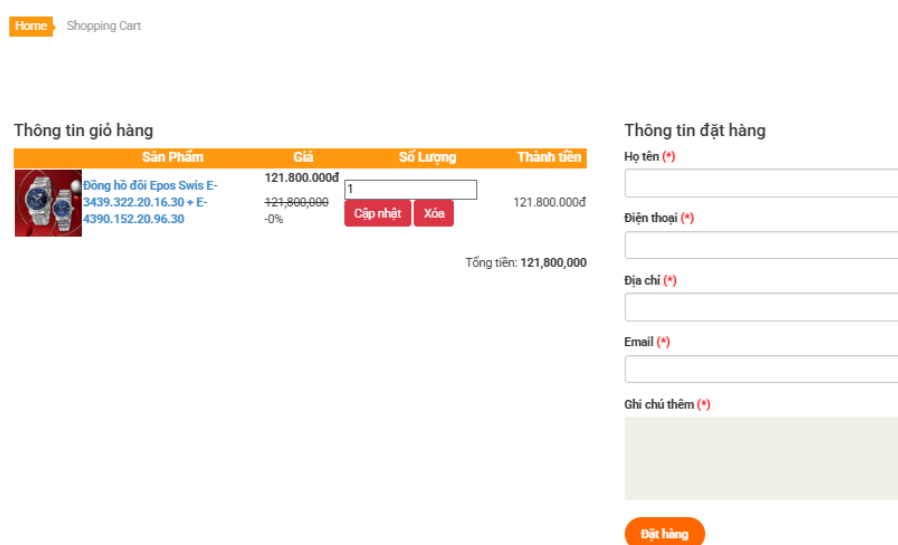 Home Shopping Cart
Thông tin giỏ hàng
Sản Phẩm Giá Số Lượng Thành tiền
Đồng hồ đôi Epos Swis E-
3439.322.20.16.30 + E-
4390.152.20.96.30
121.800.000đ
121,800,000
-0%
1
Cập nhật Xóa
121.800.000đ
Tổng tiền: 121,800,000
Thông tin đặt hàng
Họ tên (*)
Điện thoại (*)
Địa chỉ (*)
Email (*)
Ghi chú thêm (*)
Đặt hàng